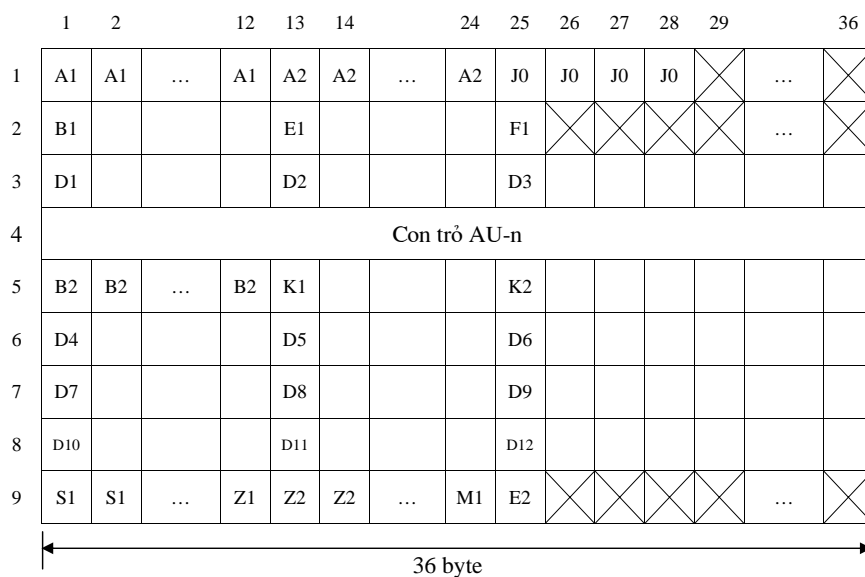 1 2 12 13 14 24 25 26 27 28 29 36
1 A1 A1 … A1 A2 A2 … A2 J0 J0 J0 J0 …
2 B1 E1 F1 …
3 D1 D2 D3
4 Con trỏ AU-n
5 B2 B2 … B2 K1 K2
6 D4 D5 D6
7 D7 D8 D9
8 D10 D11 D12
9 S1 S1 … Z1 Z2 Z2 … M1 E2 …
36 byte